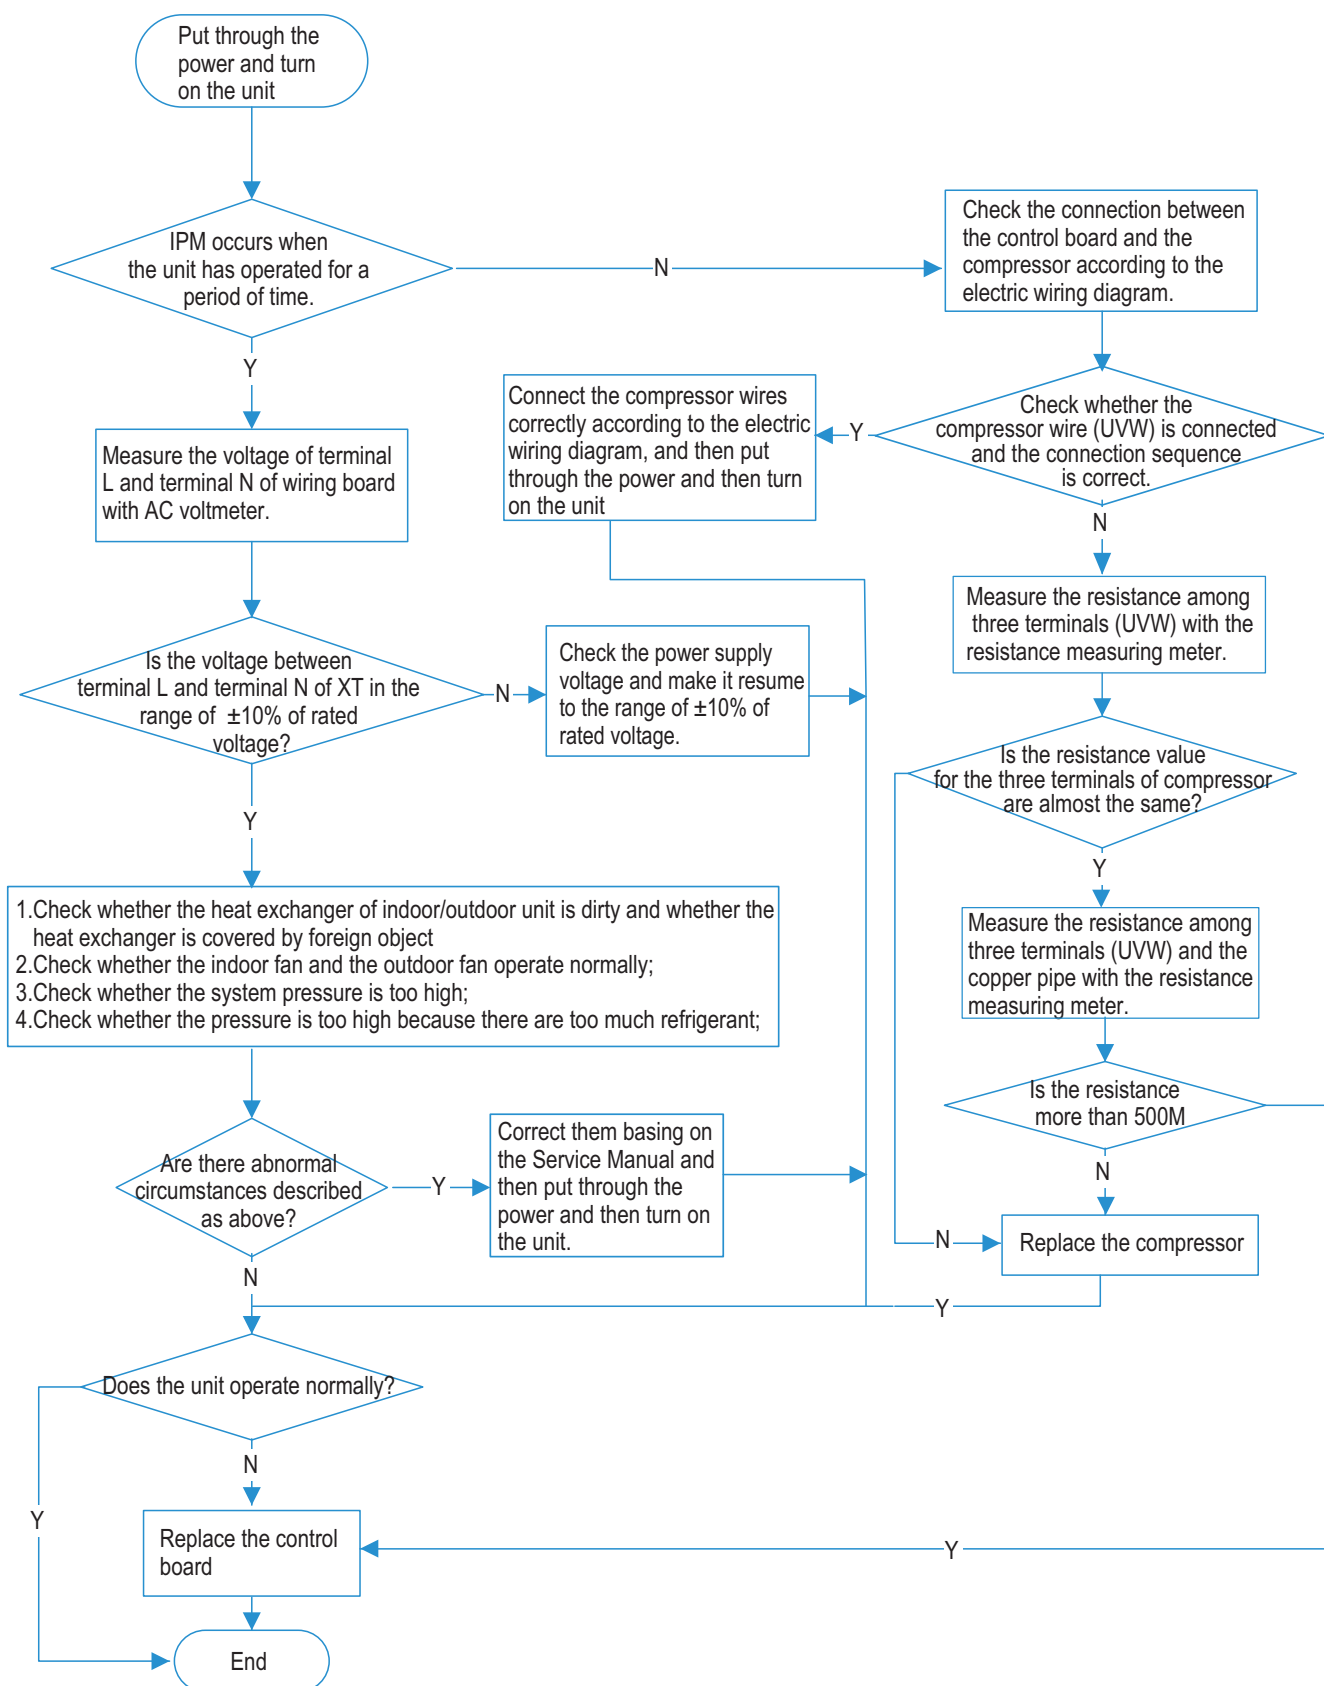 Put through the
power and turn
on the unit
IPM occurs when
the unit has operated for a
period of time.
N
Check the connection between
the control board and the
compressor according to the
electric wiring diagram.
Y
Measure the voltage of terminal
L and terminal N of wiring board
with AC voltmeter.
Connect the compressor wires
correctly according to the electric
wiring diagram, and then put
through the power and then turn
on the unit
Y
Check whether the
compressor wire (UVW) is connected
and the connection sequence
is correct.
N
Measure the resistance among
three terminals (UVW) with the
resistance measuring meter.
Is the voltage between
terminal L and terminal N of XT in the
range of ±10% of rated
voltage?
N
Check the power supply
voltage and make it resume
to the range of ±10% of
rated voltage.
Is the resistance value
for the three terminals of compressor
are almost the same?
Y
Y
1.Check whether the heat exchanger of indoor/outdoor unit is dirty and whether the
heat exchanger is covered by foreign object
2.Check whether the indoor fan and the outdoor fan operate normally;
3.Check whether the system pressure is too high;
4.Check whether the pressure is too high because there are too much refrigerant;
Measure the resistance among
three terminals (UVW) and the
copper pipe with the resistance
measuring meter.
Is the resistance
more than 500M
Are there abnormal
circumstances described
as above?
Y
Correct them basing on
the Service Manual and
then put through the
power and then turn on
the unit.
N
N
Replace the compressor
N
Y
Does the unit operate normally?
N
Y
Replace the control
board
Y
End